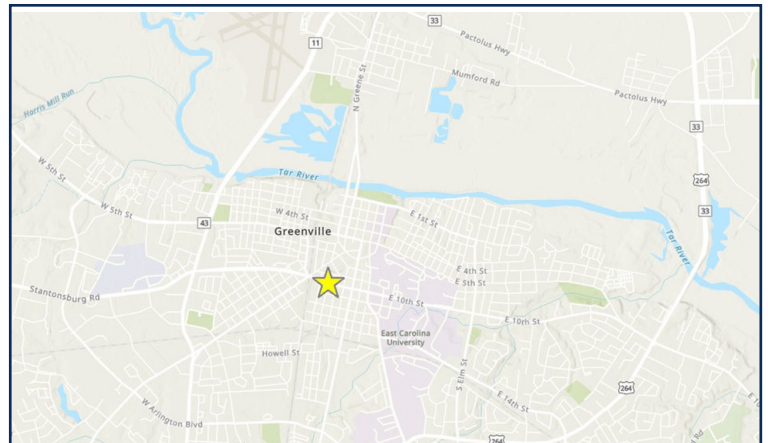 33
11
Pactolus Hwy
N Greene St
Mumford Rd
Harris Mill Run
Pactolus Hwy
33
W 5th St
Tar River
264
W 5th St
33
W 4th St
E 1st St
43
Greenville
Tar River
E 4th St
E 5th St
Stantonsburg Rd
E 10th St
E 10th St
East Carolina
University
Howell St
S Elm St
264
E 14th St
W Arlington Blvd
264